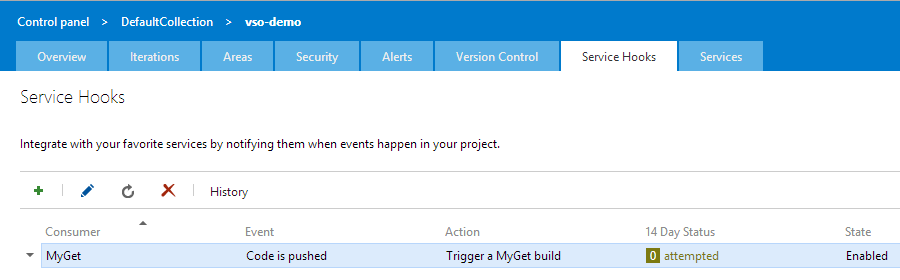 Control panel > DefaultCollection > vso-demo
Overview Iterations Areas Security Alerts Version Control Service Hooks Services
Service Hooks
Integrate with your favorite services by notifying them when events happen in your project.
History
Consumer Event Action 14 Day Status State
MyGet Code is pushed Trigger a MyGet build 0 attempted Enabled